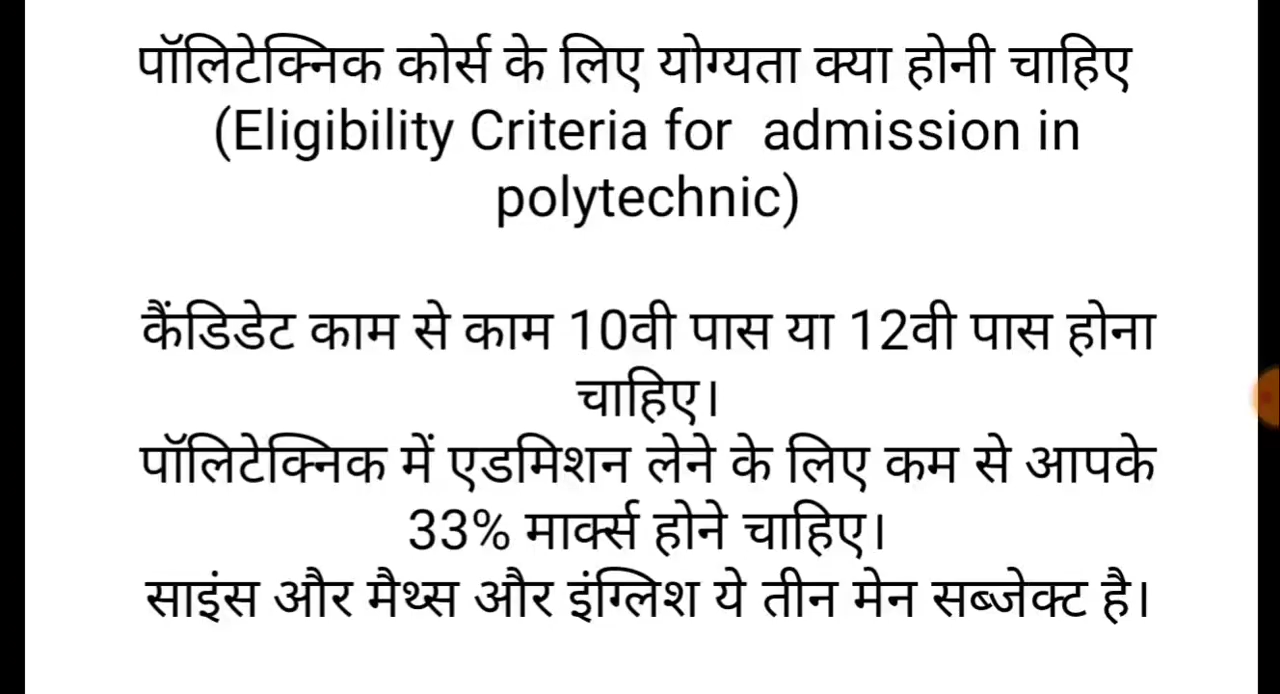 पॉलिटेक्निक कोर्स के लिए योग्यता क्या होनी चाहिए
(Eligibility Criteria for  admission in
polytechnic)
कैंडिडेट काम से काम 10वी पास या 12वी पास होना
चाहिए।
पॉलिटेक्निक में एडमिशन लेने के लिए कम से आपके
33% मार्क्स होने चाहिए।
साइंस और मैथ्स और इंग्लिश ये तीन मेन सब्जेक्ट है।